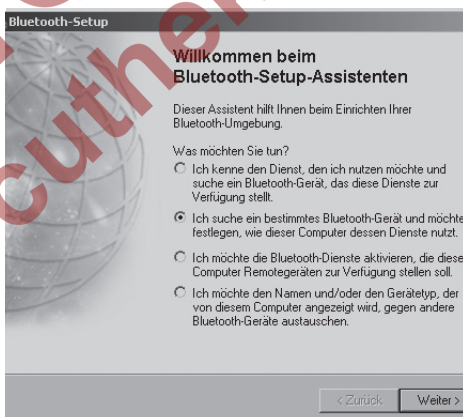 Bluetooth-Setup
Willkommen beim
Bluetooth-Setup-Assistenten
Dieser Assistent hilft Ihnen beim Einrichten Ihrer
Bluetooth-Umgebung.
Was möchten Sie tun?
Ich kenne den Dienst, den ich nutzen möchte und
suche ein Bluetooth-Gerät, das diese Dienste zur
Verfügung stellt.
Ich suche ein bestimmtes Bluetooth-Gerät und möchte
festlegen, wie dieser Computer dessen Dienste nutzt.
Ich möchte die Bluetooth-Dienste aktivieren, die diese
Computer Remotegeräten zur Verfügung stellen soll.
Ich möchte den Namen und/oder den Gerätetyp, der
von diesem Computer angezeigt wird, gegen andere
Bluetooth-Geräte austauschen.
< Zurück
Weiter >